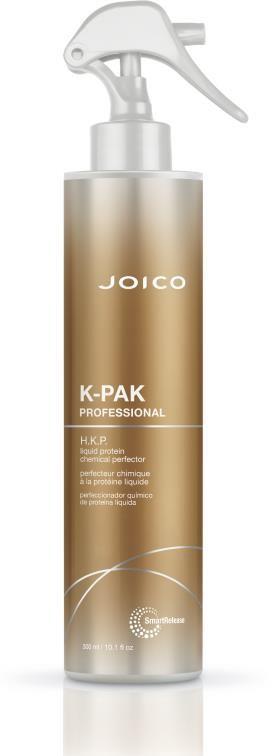 JOICO
K-PAK
PROFESSIONAL
H.K.P.
liquid protein
chemical perfector
perfecteur chimique
à la protéine liquide
perfeccionador químico
de proteína líquida
SmartRelease
300 ml / 10.1 fl oz